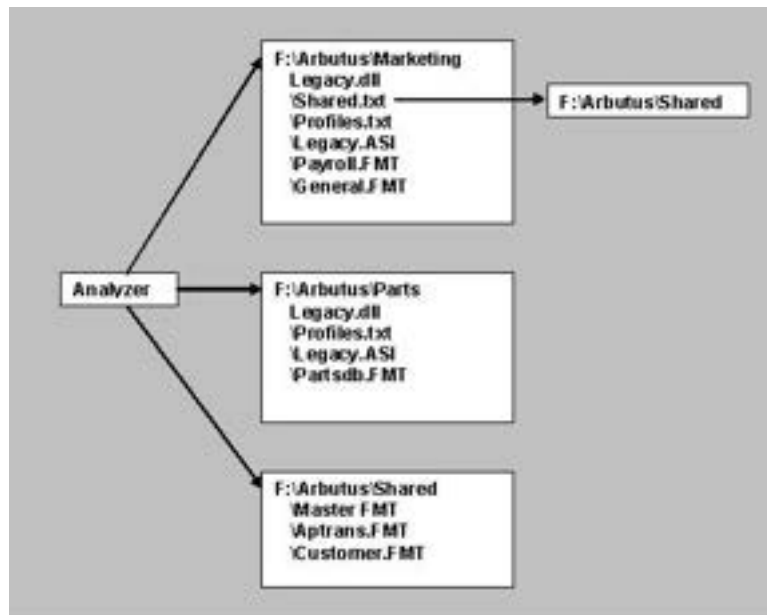 F:\Arbutus\Marketing
Legacy.dll
\Shared.txt
\Profiles.txt
\Legacy.ASI
\Payroll.FMT
\General.FMT
F:\Arbutus\Shared
Analyzer
F:\Arbutus\Parts
Legacy.dll
\Profiles.txt
\Legacy.ASI
\Partsdb.FMT
F:\Arbutus\Shared
\Master FMT
\Aptrans.FMT
\Customer.FMT